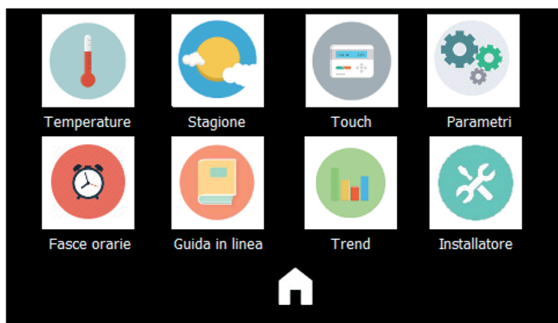 Temperature
Stagione
Touch
Parametri
Fasce orarie
Guida in linea
Trend
Installatore